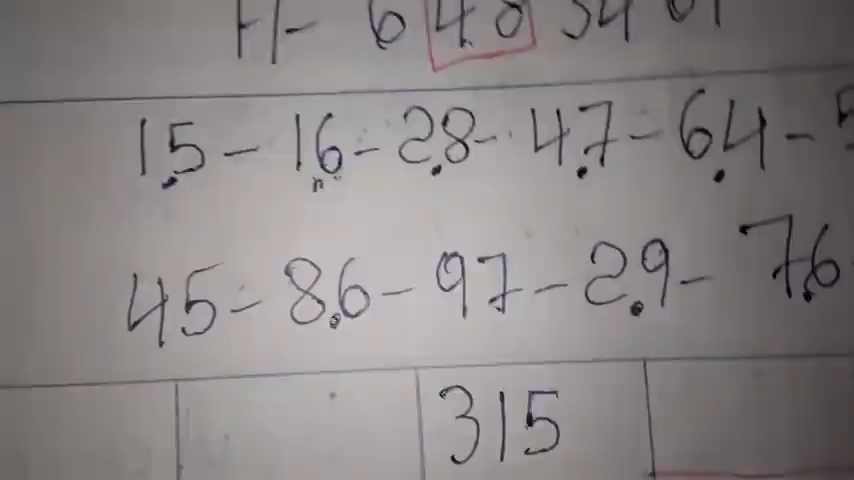 15 - 16 - 28 - 47 - 64 -
45 - 86 - 97 - 29 - 76
315